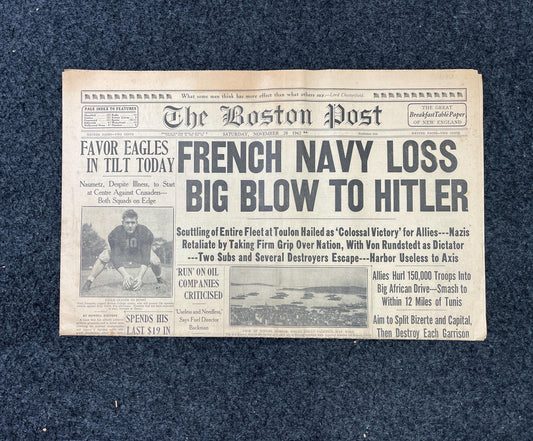 What some men think has more effect than what others say.—Lord Chesterfield.
PAGE INDEX TO FEATURES
The Boston Post
THE GREAT
Breakfast Table Paper
OF NEW ENGLAND
SATURDAY, NOVEMBER 28 1942
FAVOR EAGLES
IN TILT TODAY
Naumetz, Despite Illness, to Start
at Centre Against Crusaders—
Both Squads on Edge
FRENCH NAVY LOSS
BIG BLOW TO HITLER
Scuttling of Entire Fleet at Toulon Hailed as 'Colossal Victory' for Allies---Nazis
Retaliate by Taking Firm Grip Over Nation, With Von Rundstedt as Dictator
---Two Subs and Several Destroyers Escape---Harbor Useless to Axis
10
'RUN' ON OIL
COMPANIES
CRITICISED
'Useless and Needless,'
Says Fuel Director
Backman
SPENDS HIS
LAST $19 IN
Allies Hurl 150,000 Troops Into
Big African Drive—Smash to
Within 12 Miles of Tunis
Aim to Split Bizerte and Capital,
Then Destroy Each Garrison